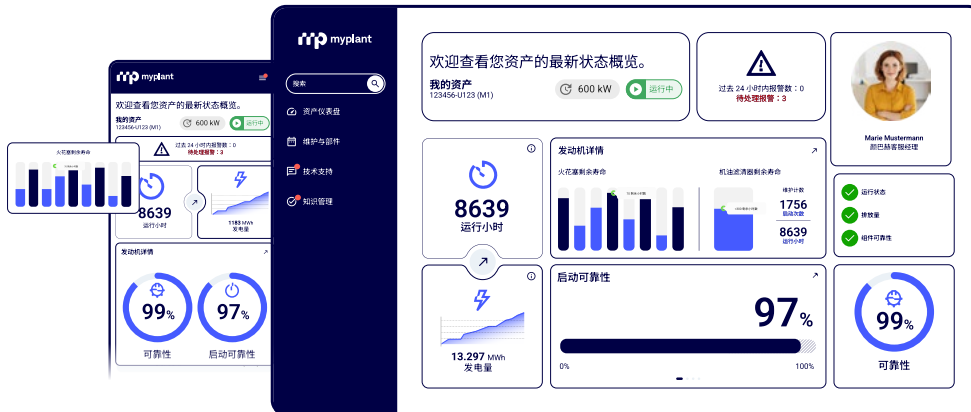 myplant
欢迎查看您资产的最新状态概览。
我的资产
123456-U123 (M1)
600 kW
运行中
过去 24 小时内报警数：0
待处理报警：3
火花塞剩余寿命
8639
运行小时
1183 MWh
发电量
发动机详情
99%
可靠性
97%
启动可靠性
myplant
搜索
资产仪表盘
维护与部件
技术支持
知识管理
欢迎查看您资产的最新状态概览。
我的资产
123456-U123 (M1)
600 kW
运行中
过去 24 小时内报警数：0
待处理报警：3
Marie Mustermann
颜巴赫客服经理
8639
运行小时
发动机详情
火花塞剩余寿命
机油滤清器剩余寿命
维护计数
1756
启动次数
8639
运行小时
运行状态
排放量
组件可靠性
13.297 MWh
发电量
启动可靠性
97%
0%
100%
99%
可靠性